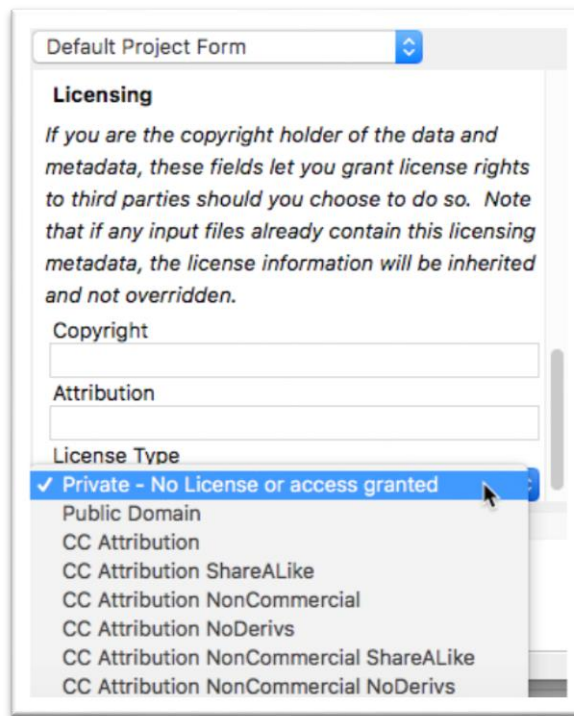 Default Project Form
Licensing
If you are the copyright holder of the data and
metadata, these fields let you grant license rights
to third parties should you choose to do so.  Note
that if any input files already contain this licensing
metadata, the license information will be inherited
and not overridden.
Copyright
Attribution
License Type
✓ Private - No License or access granted
Public Domain
CC Attribution
CC Attribution ShareALike
CC Attribution NonCommercial
CC Attribution NoDerivs
CC Attribution NonCommercial ShareALike
CC Attribution NonCommercial NoDerivs